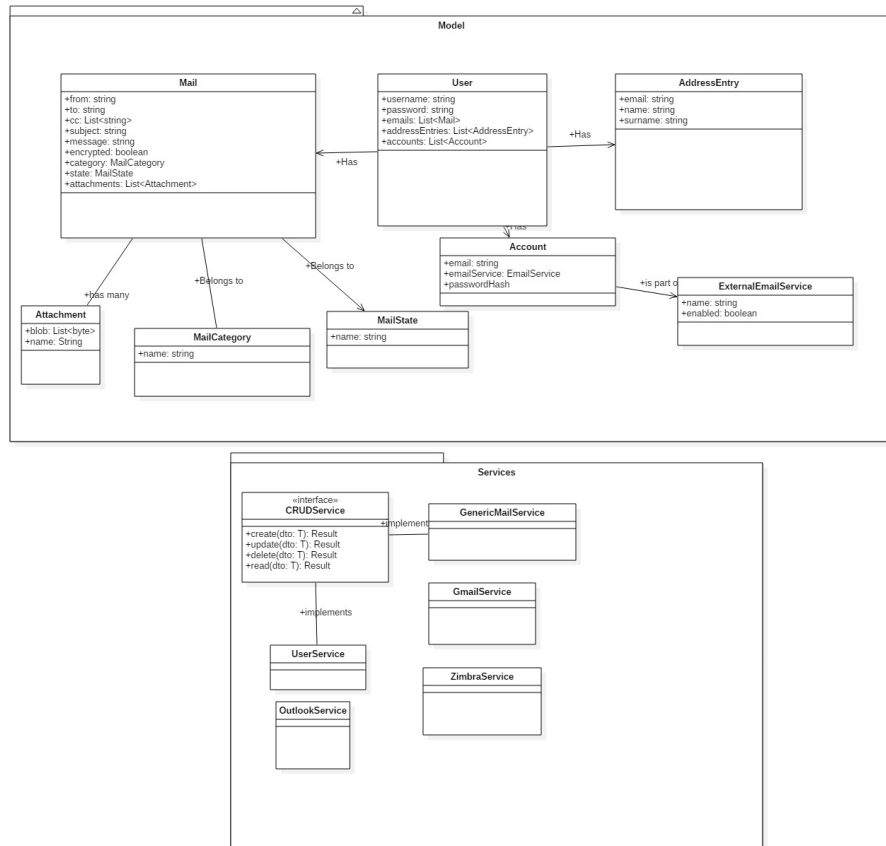 Model
Mail
+from: string
+to: string
+cc: List<string>
+subject: string
+message: string
+encrypted: boolean
+category: MailCategory
+state: MailState
+attachments: List<Attachment>
User
+username: string
+password: string
+emails: List<Mail>
+addressEntries: List<AddressEntry>
+accounts: List<Account>
AddressEntry
+email: string
+name: string
+surname: string
+Has
+Has
+Has
Account
+email: string
+emailService: EmailService
+passwordHash
+is part o
ExternalEmailService
+name: string
+enabled: boolean
+has many
+Belongs to
+Belongs to
Attachment
+blob: List<byte>
+name: String
MailCategory
+name: string
MailState
+name: string
Services
«interface»
CRUDService
+create(dto: T): Result
+update(dto: T): Result
+delete(dto: T): Result
+read(dto: T): Result
+implement
GenericMailService
GmailService
+implements
UserService
ZimbraService
OutlookService